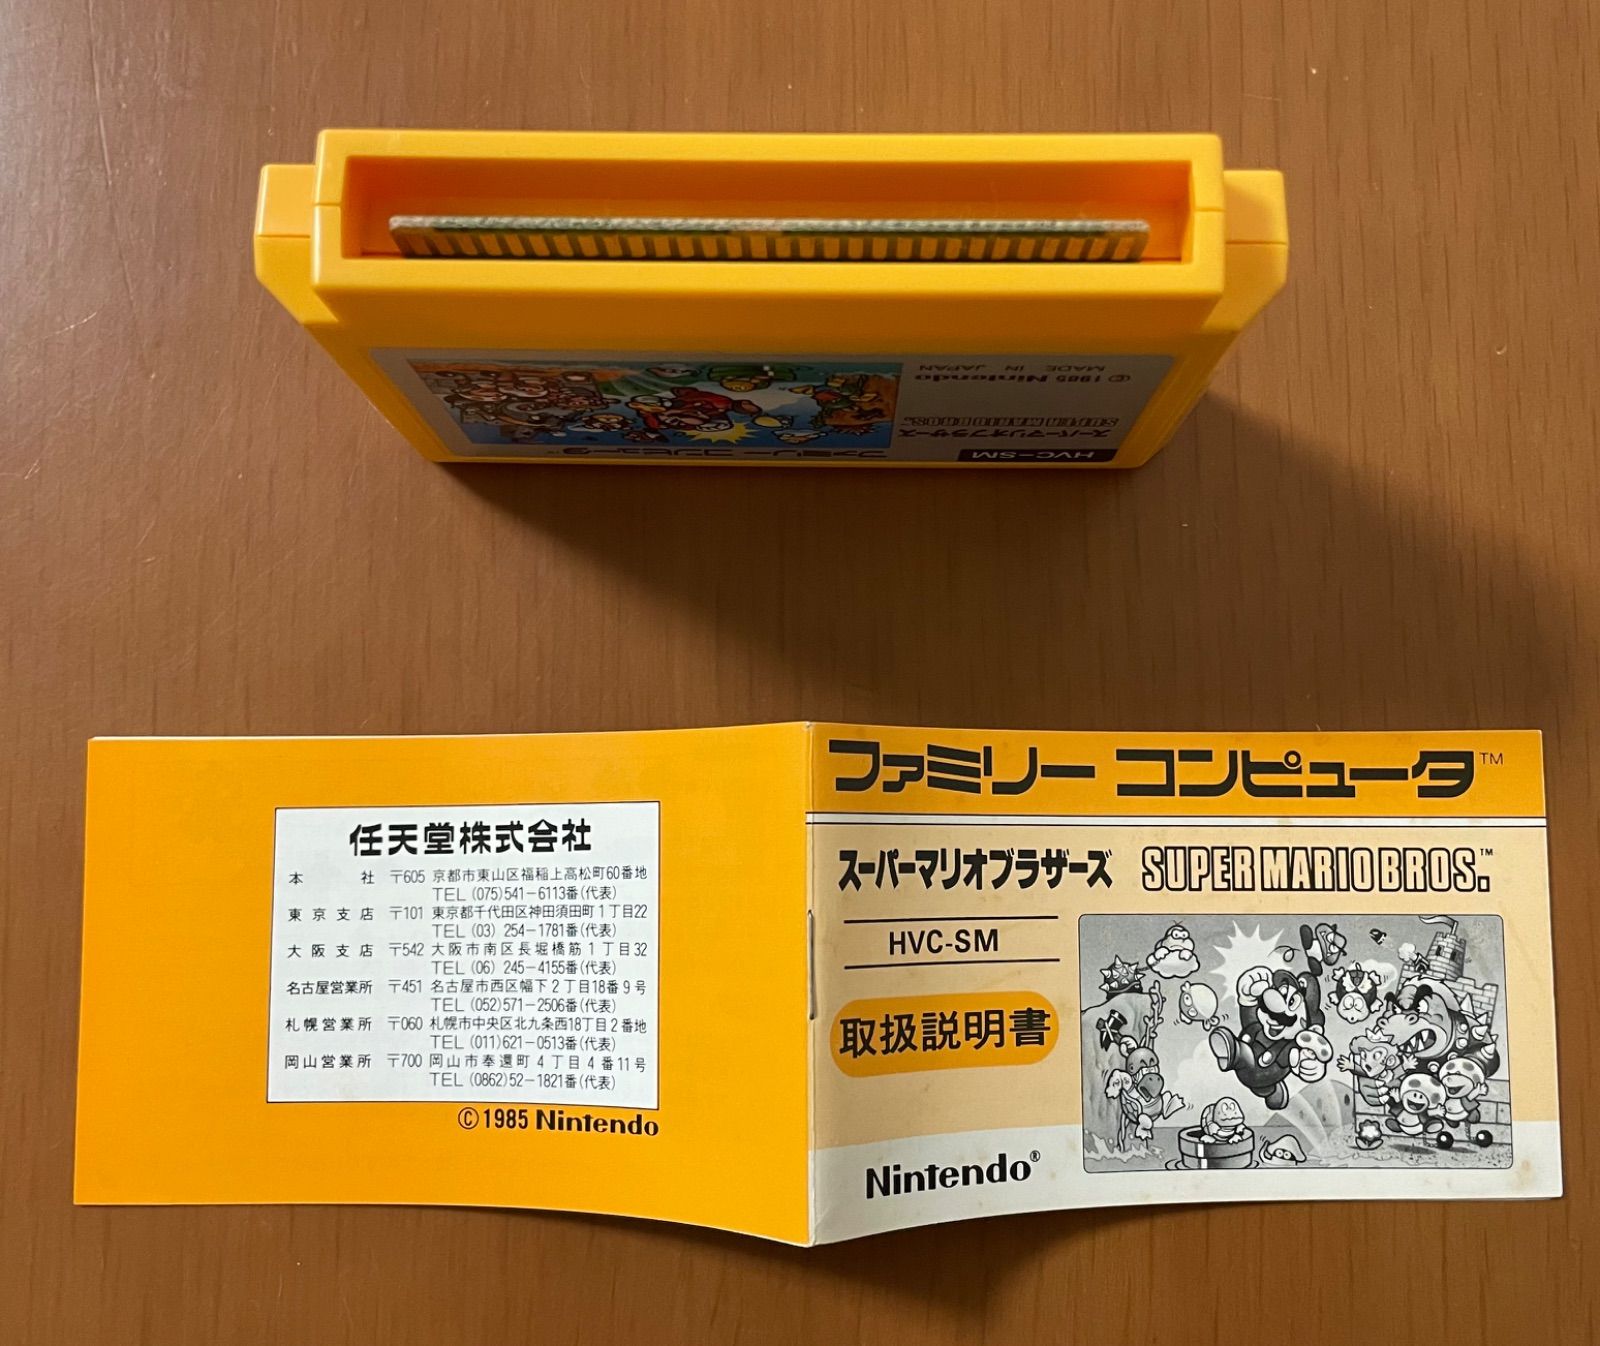 © 1985 Nintendo
MADE IN JAPAN
スーパーマリオブラザーズ
SUPER MARIO BROS.™
ファミリー コンピュータ™
HVC-SM
任天堂株式会社
本社 〒605 京都市東山区福稲上高松町60番地
TEL (075)541-6113番(代表)
東京支店 〒101 東京都千代田区神田須田町1丁目22
TEL (03) 254-1781番(代表)
大阪支店 〒542 大阪市南区長堀橋筋1丁目32
TEL (06) 245-4155番(代表)
名古屋営業所 〒451 名古屋市西区幅下2丁目18番9号
TEL (052)571-2506番(代表)
札幌営業所 〒060 札幌市中央区北九条西18丁目2番地
TEL (011)621-0513番(代表)
岡山営業所 〒700 岡山市奉還町4丁目4番11号
TEL (0862)52-1821番(代表)
© 1985 Nintendo
ファミリー コンピュータ™
スーパーマリオブラザーズ SUPER MARIO BROS.™
HVC-SM
取扱説明書
Nintendo®